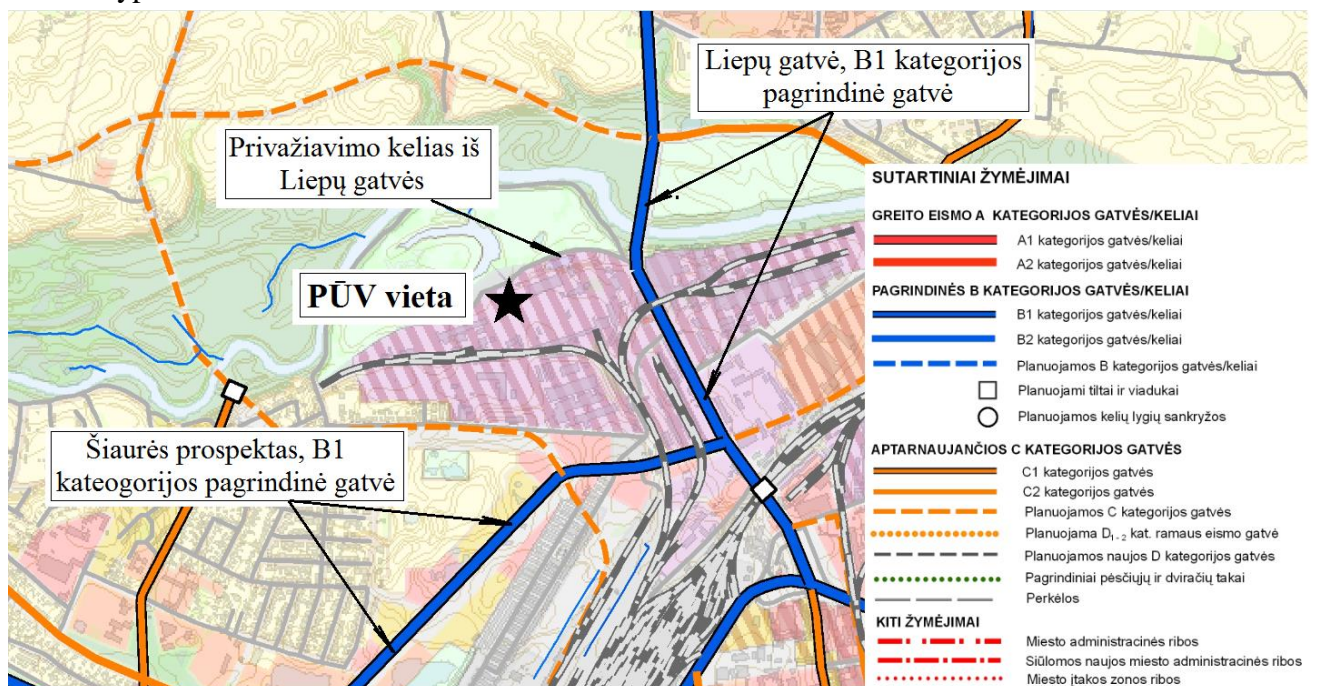 Liepų gatvė, B1 kategorijos
pagrindinė gatvė
Privažiavimo kelias iš
Liepų gatvės
PŪV vieta
Šiaurės prospektas, B1
kateogorijos pagrindinė gatvė
SUTARTINIAI ŽYMĖJIMAI
GREITO EISMO A KATEGORIJOS GATVĖS/KELIAI
A1 kategorijos gatvės/keliai
A2 kategorijos gatvės/keliai
PAGRINDINĖS B KATEGORIJOS GATVĖS/KELIAI
B1 kategorijos gatvės/keliai
B2 kategorijos gatvės/keliai
Planuojamos B kategorijos gatvės/keliai
Planuojami tiltai ir viadukai
Planuojamos kelių lygių sankryžos
APTARNAUJANČIOS C KATEGORIJOS GATVĖS
C1 kategorijos gatvės
C2 kategorijos gatvės
Planuojamos C kategorijos gatvės
Planuojama D1-2 kat. ramaus eismo gatvė
Planuojamos naujos D kategorijos gatvės
Pagrindiniai pėsčiųjų ir dviračių takai
Perkėlos
KITI ŽYMĖJIMAI
Miesto administracinės ribos
Siūlomos naujos miesto administracinės ribos
Miesto įtakos zonos ribos